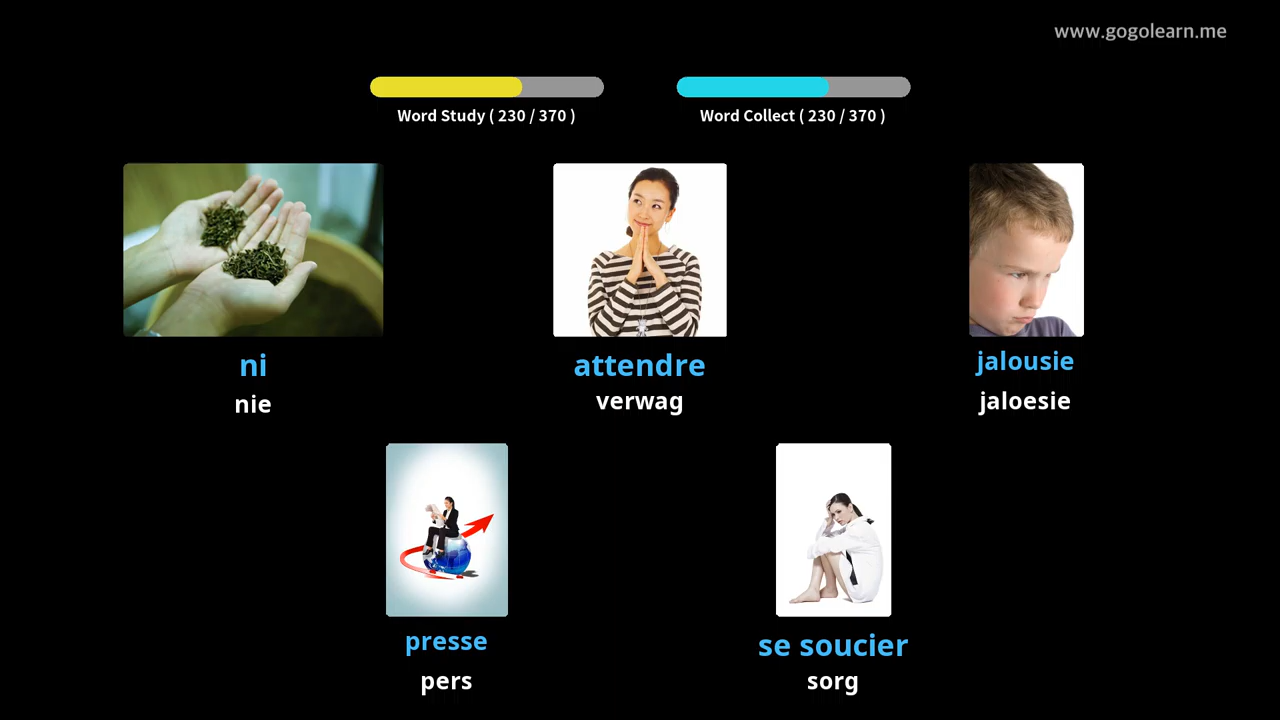 www.gogolearn.me
Word Study ( 230 / 370 )
Word Collect ( 230 / 370 )
ni
nie
attendre
verwag
jalousie
jaloesie
presse
pers
se soucier
sorg